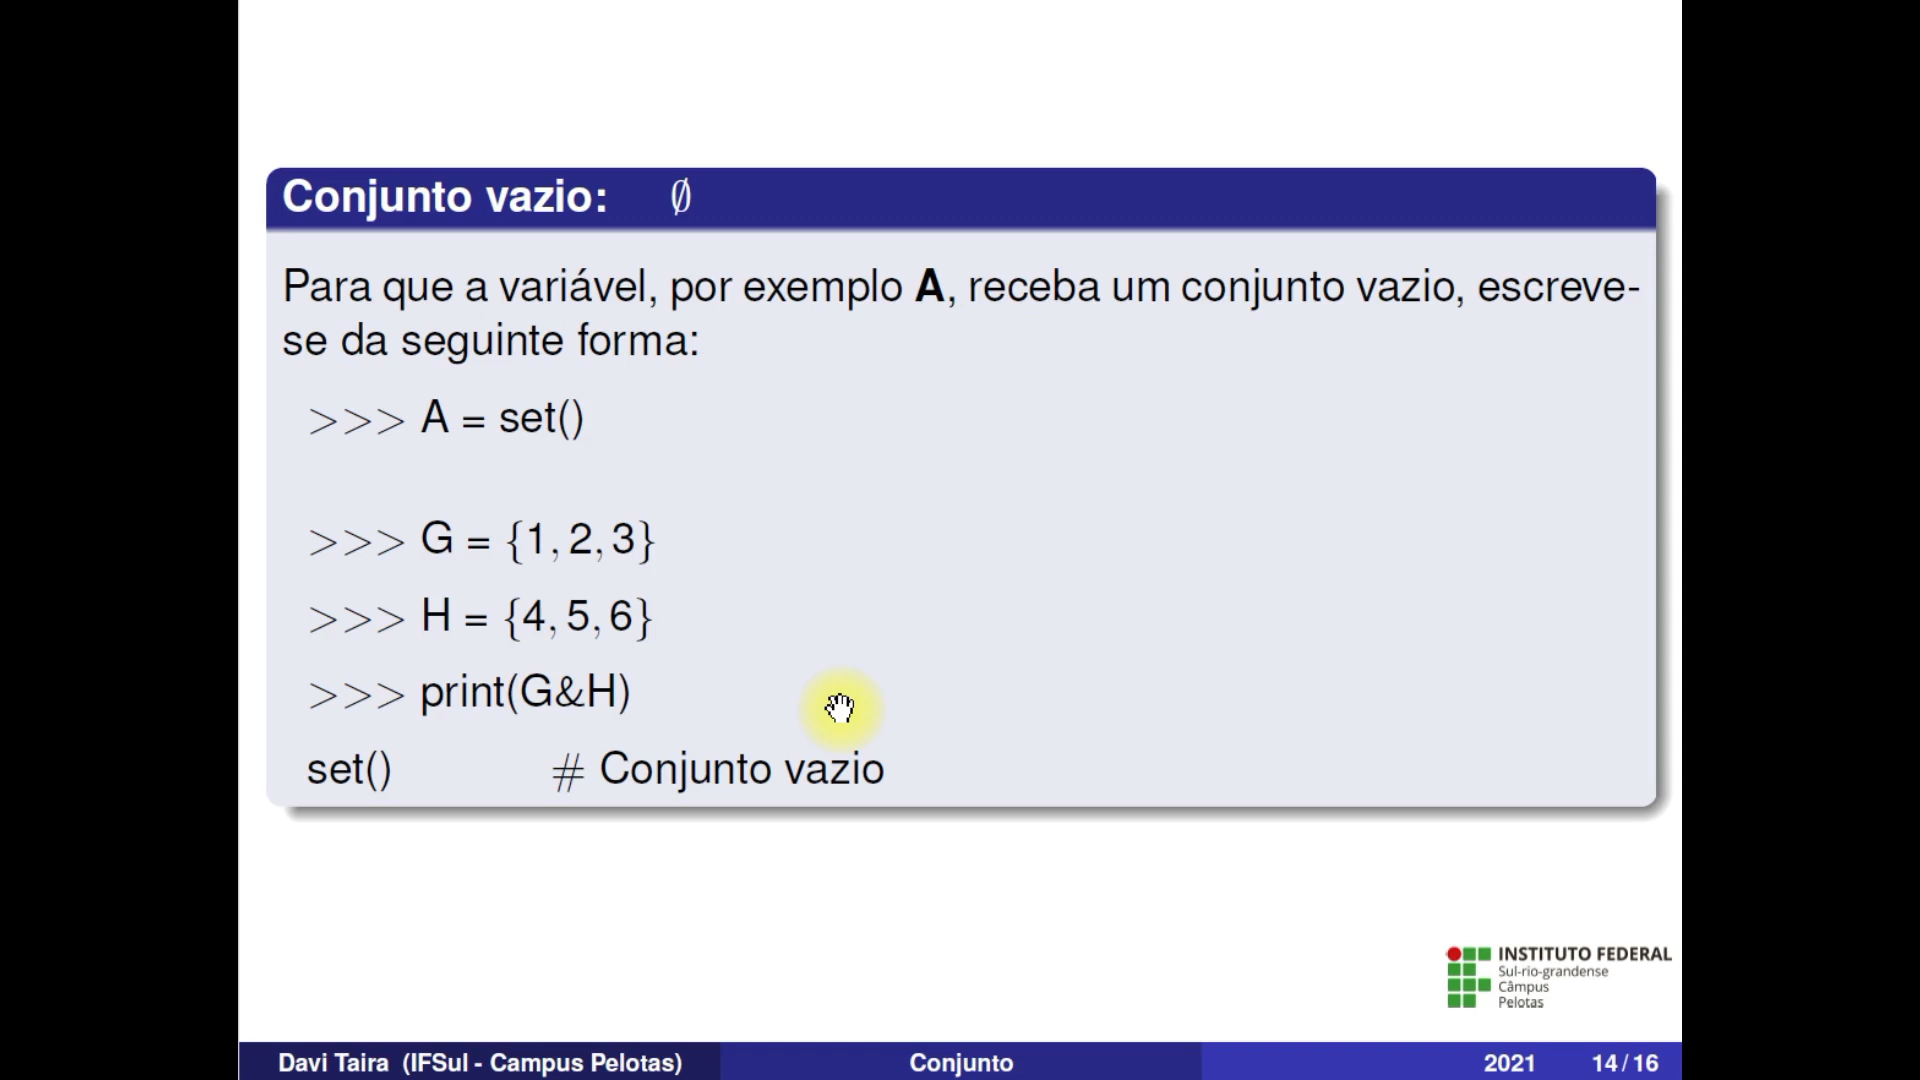 Conjunto vazio: ∅
Para que a variável, por exemplo A, receba um conjunto vazio, escreve-
se da seguinte forma:
>>> A = set()
>>> G = {1, 2, 3}
>>> H = {4, 5, 6}
>>> print(G&H)
set() # Conjunto vazio
INSTITUTO FEDERAL
Sul-rio-grandense
Câmpus
Pelotas
Davi Taira (IFSul - Campus Pelotas) Conjunto 2021 14 / 16